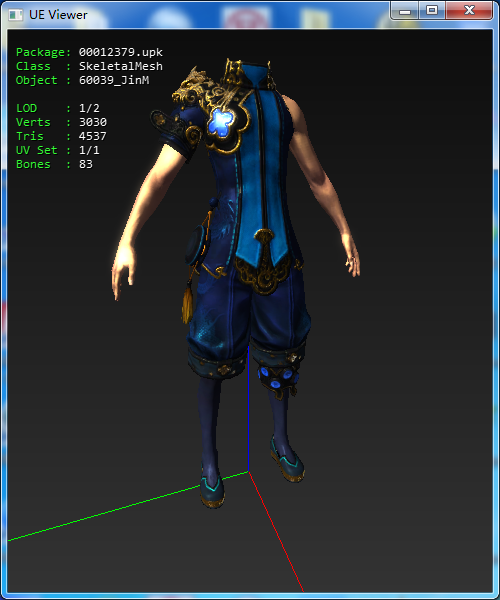 UE Viewer
Package: 00012379.upk
Class : SkeletalMesh
Object : 60039_JinM
LOD : 1/2
Verts : 3030
Tris : 4537
UV Set : 1/1
Bones : 83